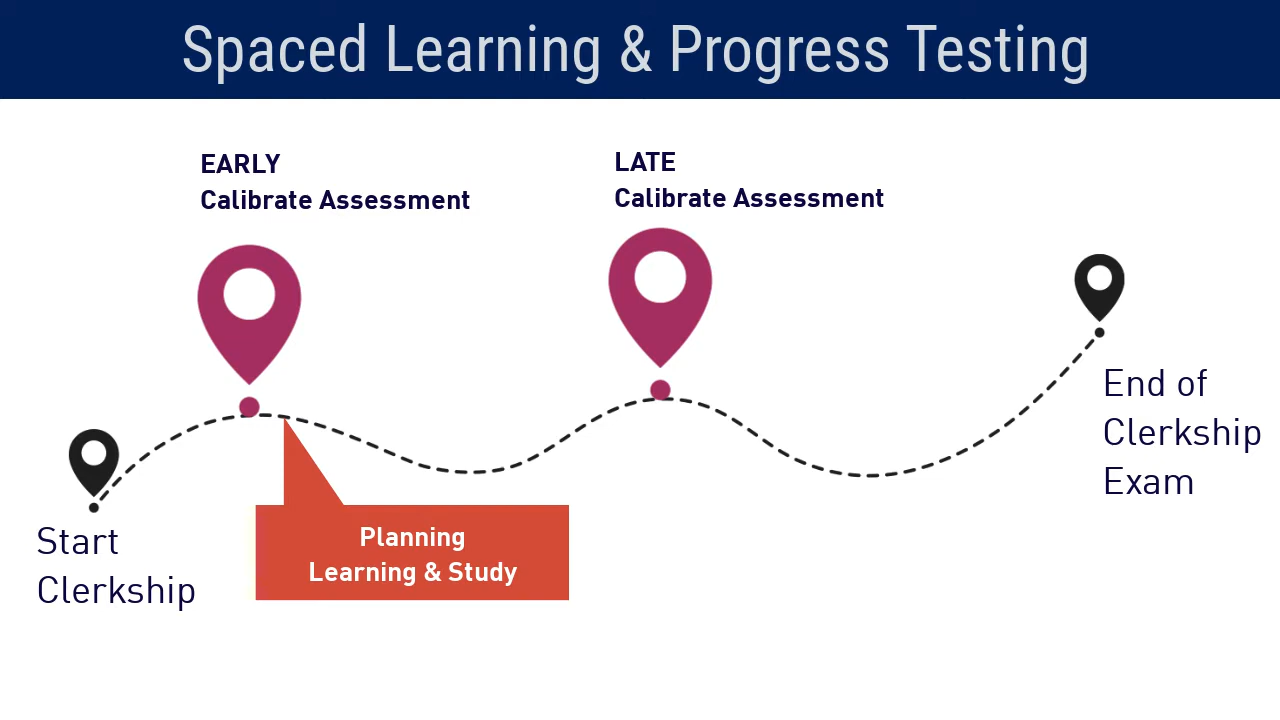 Spaced Learning & Progress Testing
EARLY
Calibrate Assessment
LATE
Calibrate Assessment
Start
Clerkship
Planning
Learning & Study
End of
Clerkship
Exam